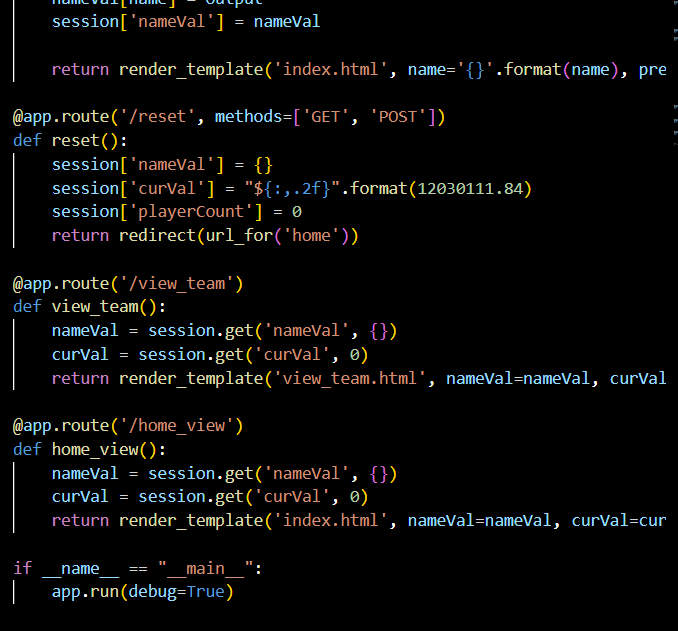 nameVal[name] = output
session['nameVal'] = nameVal
return render_template('index.html', name='{}'.format(name), pre
@app.route('/reset', methods=['GET', 'POST'])
def reset():
session['nameVal'] = {}
session['curVal'] = "${:,.2f}".format(12030111.84)
session['playerCount'] = 0
return redirect(url_for('home'))
@app.route('/view_team')
def view_team():
nameVal = session.get('nameVal', {})
curVal = session.get('curVal', 0)
return render_template('view_team.html', nameVal=nameVal, curVal
@app.route('/home_view')
def home_view():
nameVal = session.get('nameVal', {})
curVal = session.get('curVal', 0)
return render_template('index.html', nameVal=nameVal, curVal=cur
if __name__ == "__main__":
app.run(debug=True)